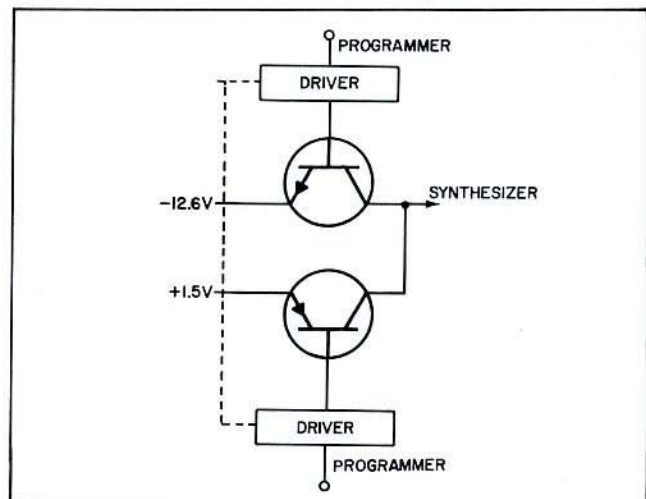 PROGRAMMER
DRIVER
-12.6V
SYNTHESIZER
+1.5V
DRIVER
PROGRAMMER